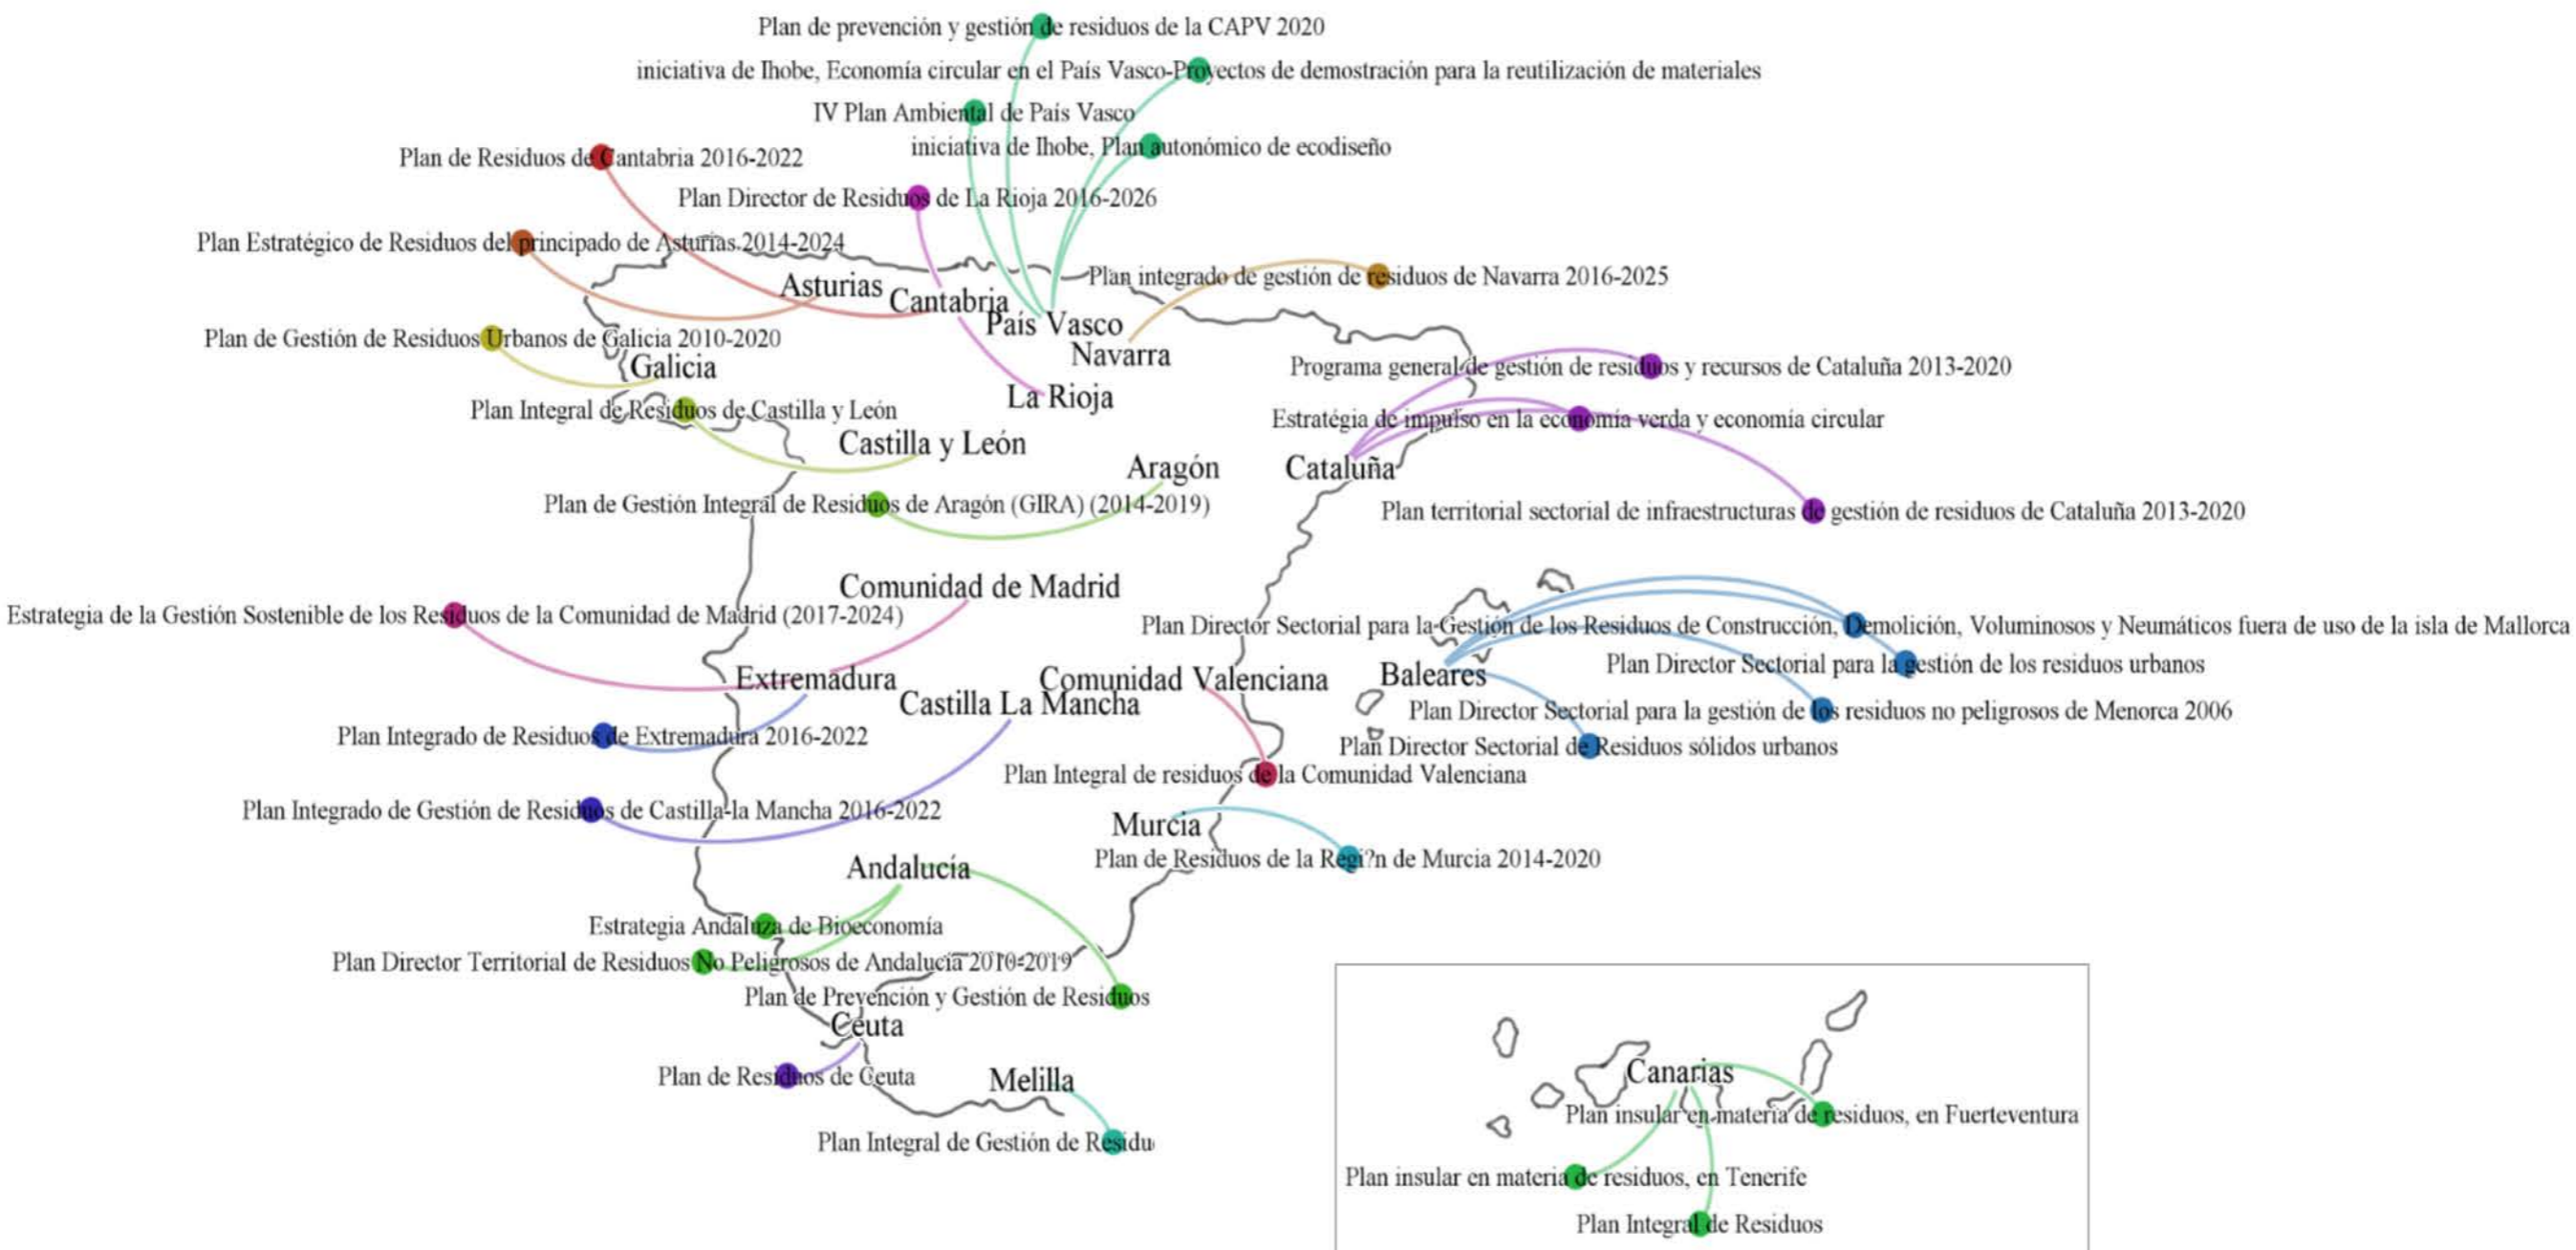 Plan de prevención y gestión de residuos de la CAPV 2020
iniciativa de Ihobe, Economía circular en el País Vasco-Proyectos de demostración para la reutilización de materiales
IV Plan Ambiental de País Vasco
iniciativa de Ihobe, Plan autonómico de ecodiseño
Plan de Residuos de Cantabria 2016-2022
Plan Director de Residuos de La Rioja 2016-2026
Plan Estratégico de Residuos del principado de Asturias 2014-2024
Plan integrado de gestión de residuos de Navarra 2016-2025
Asturias
Cantabria
País Vasco
Plan de Gestión de Residuos Urbanos de Galicia 2010-2020
Navarra
Galicia
Programa general de gestión de residuos y recursos de Cataluña 2013-2020
La Rioja
Plan Integral de Residuos de Castilla y León
Estratégia de impulso en la economía verda y economia circular
Castilla y León
Aragón
Cataluña
Plan de Gestión Integral de Residuos de Aragón (GIRA) (2014-2019)
Plan territorial sectorial de infraestructuras de gestión de residuos de Cataluña 2013-2020
Comunidad de Madrid
Estrategia de la Gestión Sostenible de los Residuos de la Comunidad de Madrid (2017-2024)
Plan Director Sectorial para la Gestión de los Residuos de Construcción, Demolición, Voluminosos y Neumáticos fuera de uso de la isla de Mallorca
Plan Director Sectorial para la gestión de los residuos urbanos
Extremadura
Comunidad Valenciana
Baleares
Castilla La Mancha
Plan Director Sectorial para la gestión de los residuos no peligrosos de Menorca 2006
Plan Integrado de Residuos de Extremadura 2016-2022
Plan Director Sectorial de Residuos sólidos urbanos
Plan Integral de residuos de la Comunidad Valenciana
Plan Integrado de Gestión de Residuos de Castilla-la Mancha 2016-2022
Murcia
Plan de Residuos de la Regi?n de Murcia 2014-2020
Andalucía
Estrategia Andaluza de Bioeconomía
Plan Director Territorial de Residuos No Peligrosos de Andalucía 2010-2019
Plan de Prevención y Gestión de Residuos
Ceuta
Plan de Residuos de Ceuta
Melilla
Plan Integral de Gestión de Residu
Canarias
Plan insular en materia de residuos, en Fuerteventura
Plan insular en materia de residuos, en Tenerife
Plan Integral de Residuos